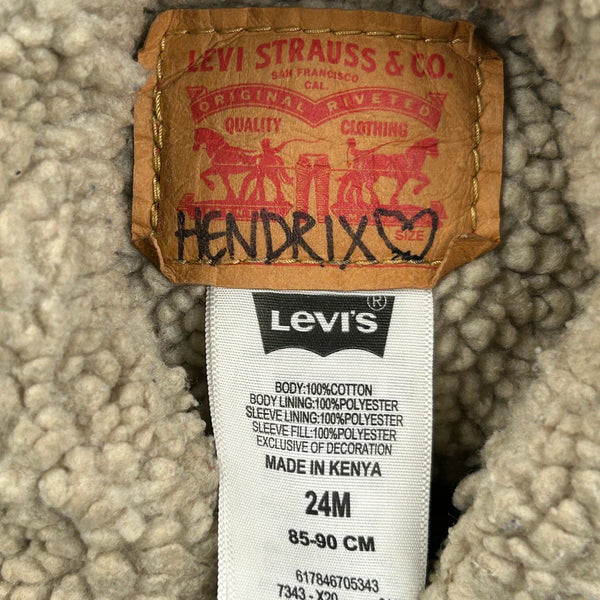 LEVI STRAUSS & CO.
SAN FRANCISCO
CAL.
ORIGINAL RIVETED
QUALITY CLOTHING
HENDRIX
SIZE
LEVI'S®
BODY:100%COTTON
BODY LINING:100%POLYESTER
SLEEVE LINING:100%POLYESTER
SLEEVE FILL:100%POLYESTER
EXCLUSIVE OF DECORATION
MADE IN KENYA
24M
85-90 CM
617846705343
7343 - X20